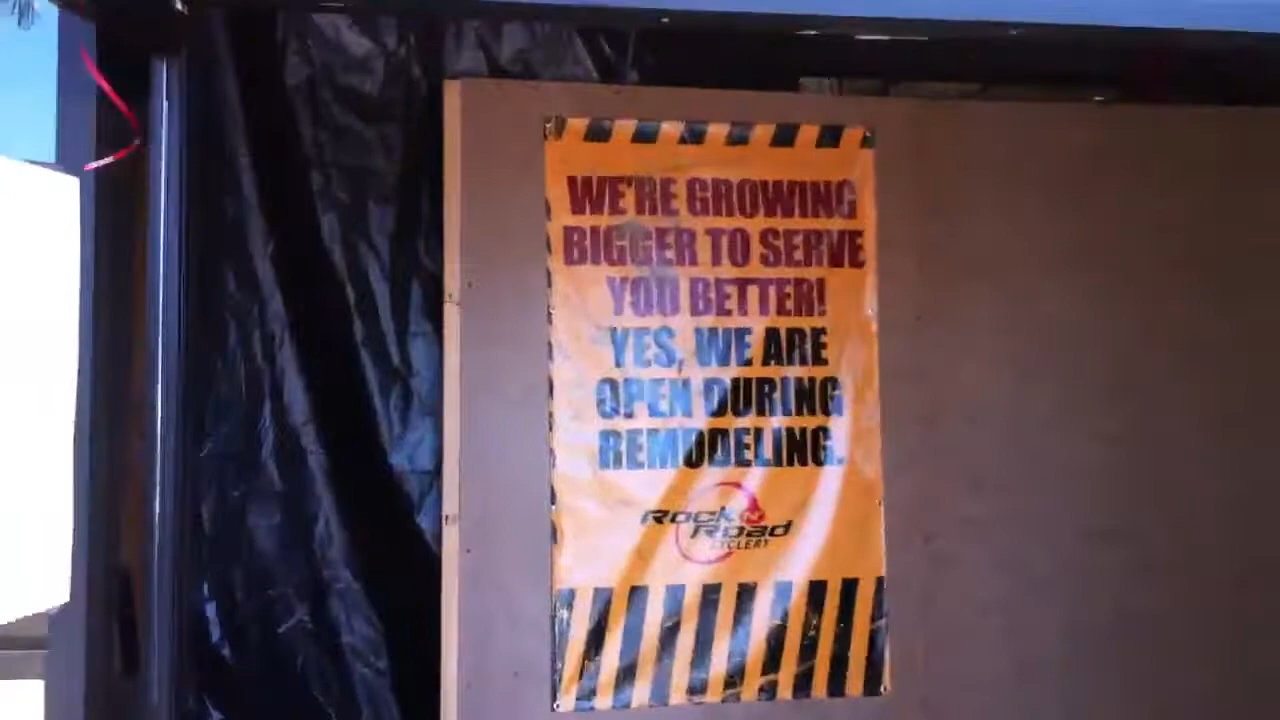 WE'RE GROWING
BIGGER TO SERVE
YOU BETTER!
YES, WE ARE
OPEN DURING
REMODELING.
Rock N'
Road
CYCLERY